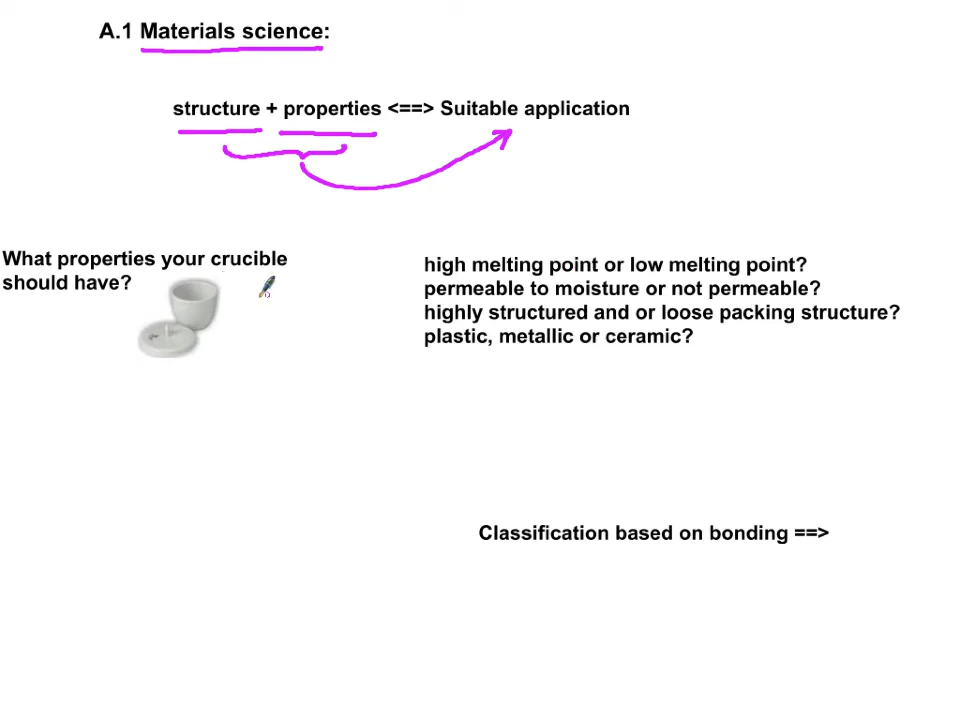 A.1 Materials science:
structure + properties <==> Suitable application
What properties your crucible
should have?
high melting point or low melting point?
permeable to moisture or not permeable?
highly structured and or loose packing structure?
plastic, metallic or ceramic?
Classification based on bonding ==>